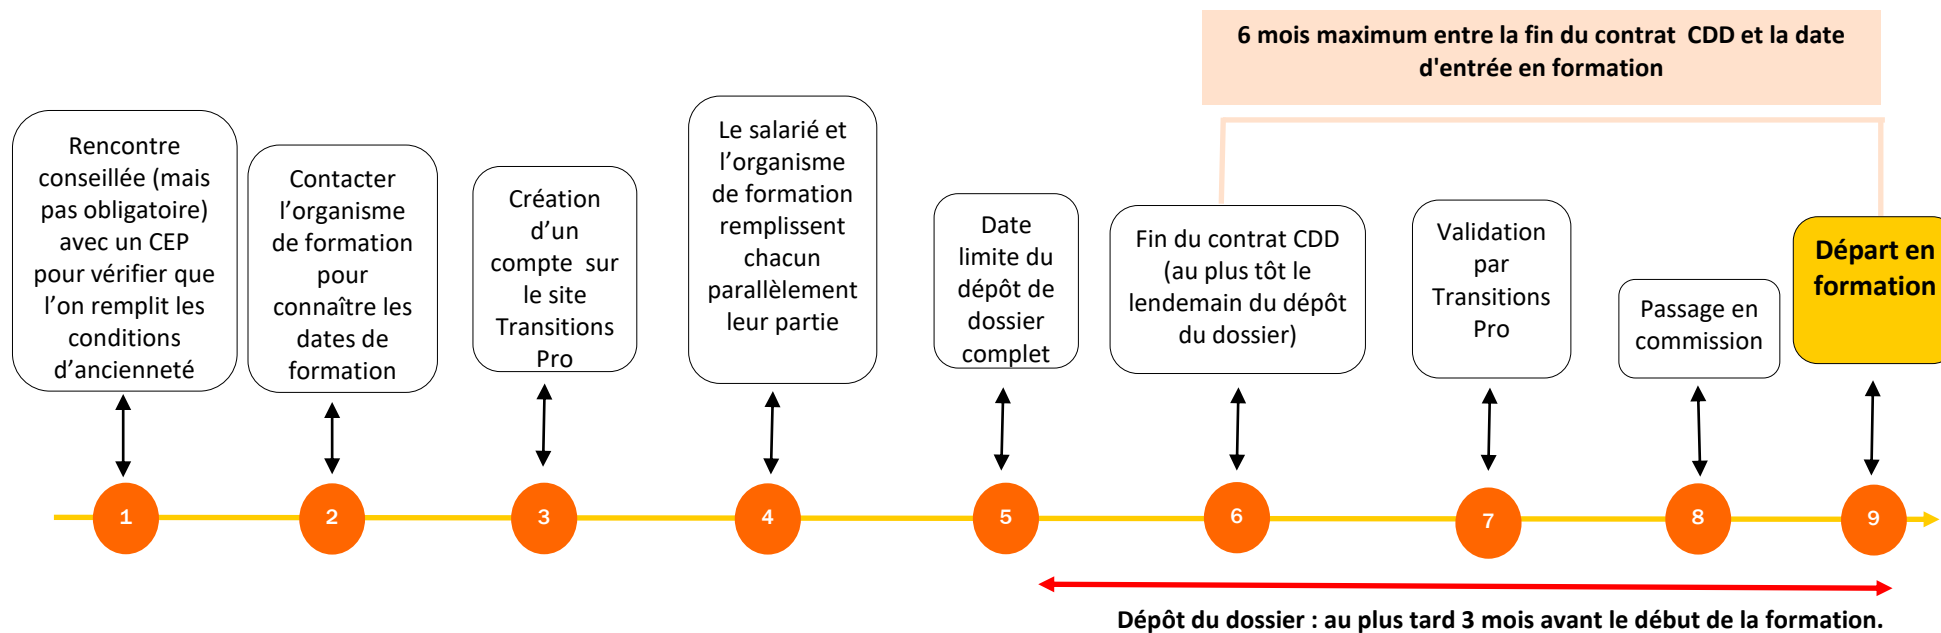 6 mois maximum entre la fin du contrat CDD et la date
d'entrée en formation
Rencontre
conseillée (mais
pas obligatoire)
avec un CEP
pour vérifier que
l'on remplit les
conditions
d'ancienneté
Contacter
l'organisme
de formation
pour
connaître les
dates de
formation
Création
d'un
compte sur
le site
Transitions
Pro
Le salarié et
l'organisme
de formation
remplissent
chacun
parallèlement
leur partie
Date
limite du
dépôt de
dossier
complet
Fin du contrat CDD
(au plus tôt le
lendemain du dépôt
du dossier)
Validation
par
Transitions
Pro
Passage en
commission
Départ en
formation
1
2
3
4
5
6
7
8
9
Dépôt du dossier : au plus tard 3 mois avant le début de la formation.